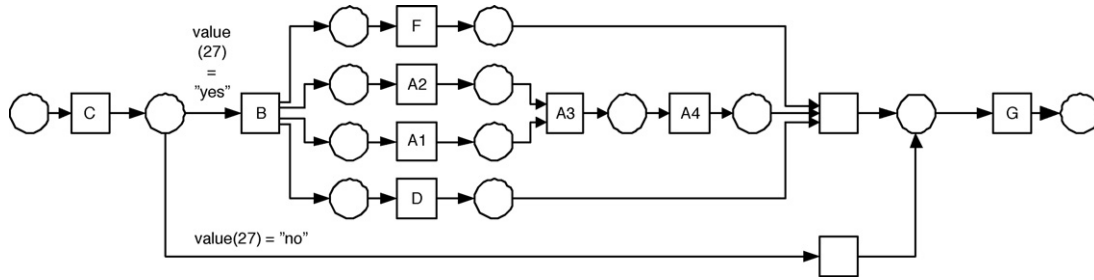 value
(27)
=
"yes"
C
B
F
A2
A1
D
A3
A4
G
value(27) = "no"